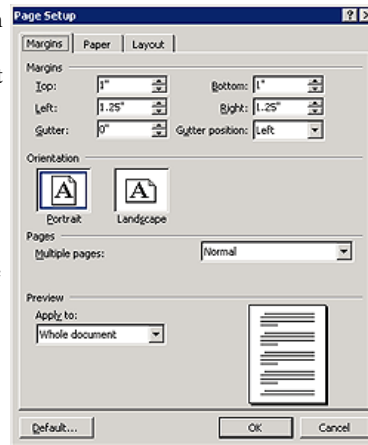 Page Setup
Margins Paper Layout
Margins
Top: 1" Bottom: 1"
Left: 1.25" Right: 1.25"
Gutter: 0" Gutter position: Left
Orientation
Portrait Landscape
Pages
Multiple pages: Normal
Preview
Apply to:
Whole document
Default... OK Cancel